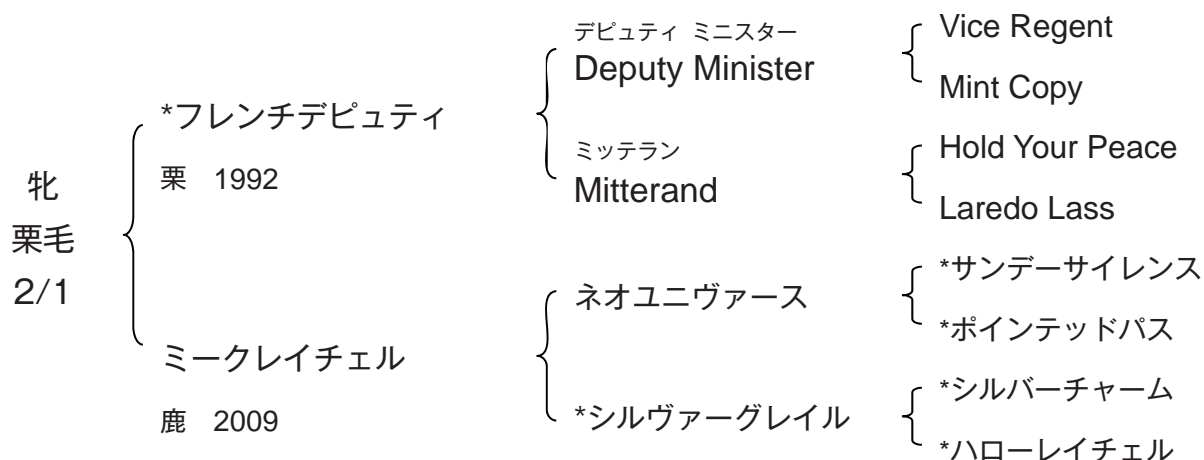 牝
栗毛
2/1
*フレンチデピュティ
栗 1992
ミークレイチェル
鹿 2009
デピュティ ミニスター
Deputy Minister
ミッテラン
Mitterand
ネオユニヴァース
*シルヴァーグレイル
Vice Regent
Mint Copy
Hold Your Peace
Laredo Lass
*サンデーサイレンス
*ポインテッドパス
*シルバーチャーム
*ハローレイチェル